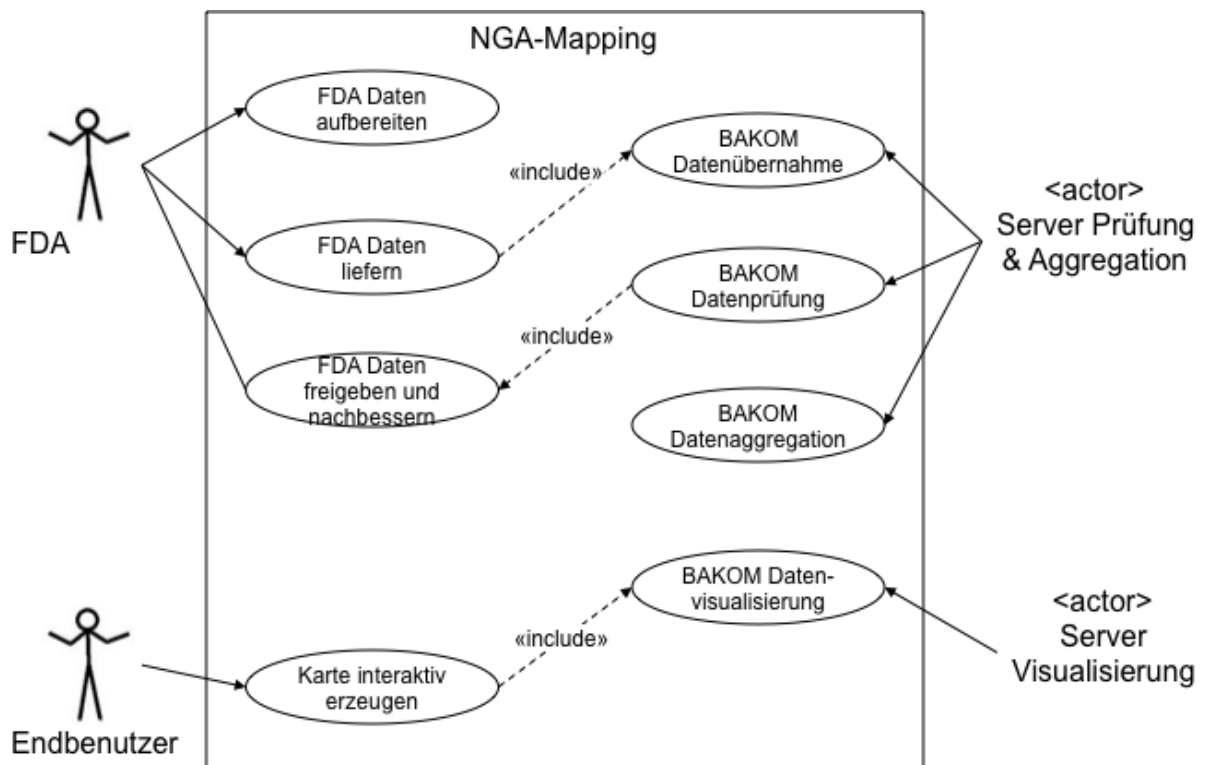 NGA-Mapping
FDA Daten
aufbereiten
BAKOM
Datenübernahme
«include»
FDA
FDA Daten
liefern
<actor>
Server Prüfung
& Aggregation
BAKOM
Datenprüfung
«include»
FDA Daten
freigeben und
nachbessern
BAKOM
Datenaggregation
BAKOM Daten-
visualisierung
<actor>
Server
Visualisierung
«include»
Karte interaktiv
erzeugen
Endbenutzer